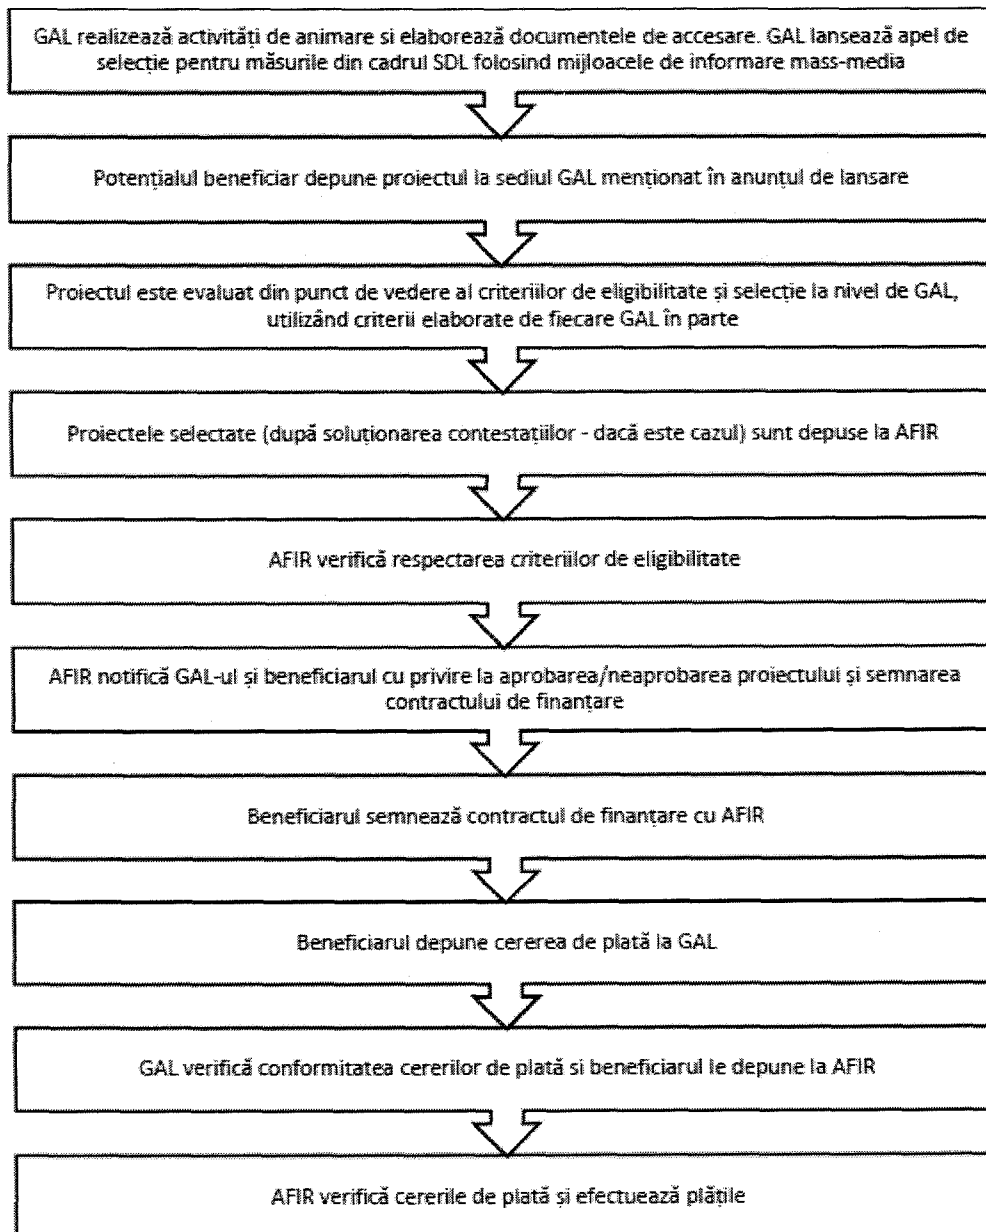 GAL realizează activități de animare si elaborează documentele de accesare. GAL lansează apel de
selecție pentru măsurile din cadrul SDL folosind mijloacele de informare mass-media
Potențialul beneficiar depune proiectul la sediul GAL menționat în anunțul de lansare
Proiectul este evaluat din punct de vedere al criteriilor de eligibilitate și selecție la nivel de GAL,
utilizând criterii elaborate de fiecare GAL în parte
Proiectele selectate (după soluționarea contestațiilor - dacă este cazul) sunt depuse la AFIR
AFIR verifică respectarea criteriilor de eligibilitate
AFIR notifică GAL-ul și beneficiarul cu privire la aprobarea/neaprobarea proiectului și semnarea
contractului de finanțare
Beneficiarul semnează contractul de finanțare cu AFIR
Beneficiarul depune cererea de plată la GAL
GAL verifică conformitatea cererilor de plată si beneficiarul le depune la AFIR
AFIR verifică cererile de plată și efectuează plățile